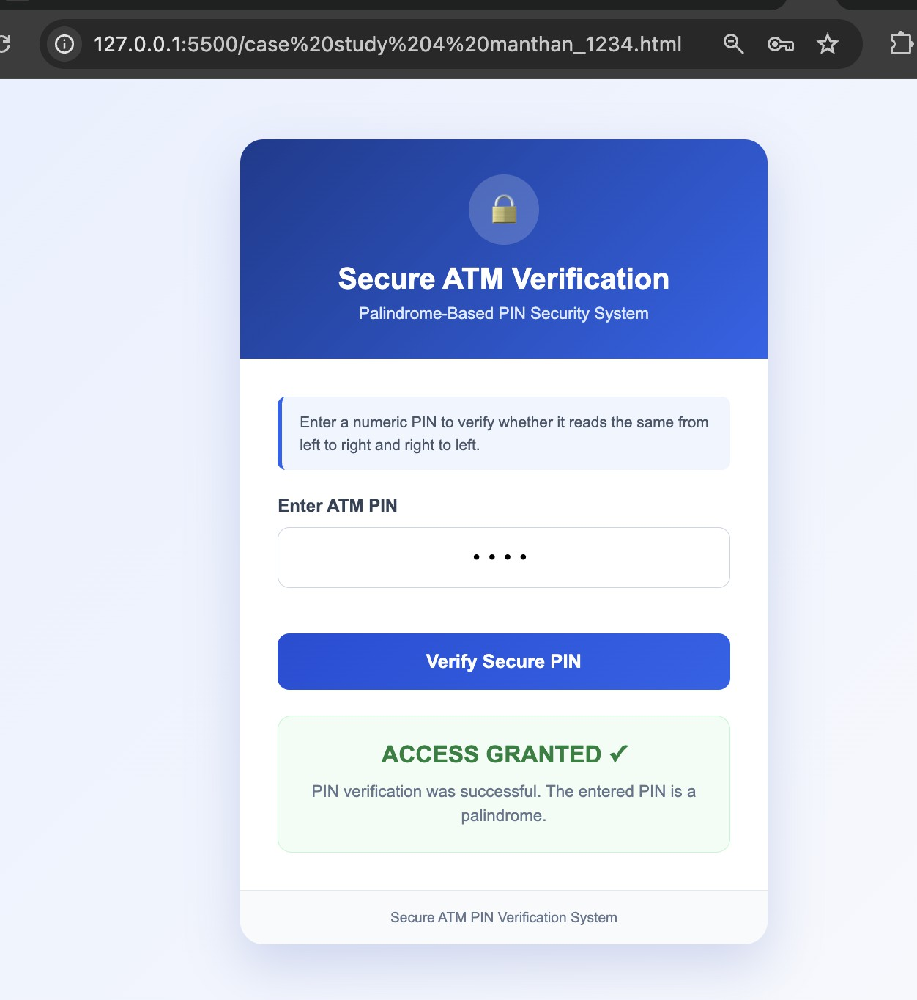 127.0.0.1:5500/case%20study%204%20manthan_1234.html
Secure ATM Verification
Palindrome-Based PIN Security System
Enter a numeric PIN to verify whether it reads the same from
left to right and right to left.
Enter ATM PIN
••••
Verify Secure PIN
ACCESS GRANTED ✓
PIN verification was successful. The entered PIN is a
palindrome.
Secure ATM PIN Verification System